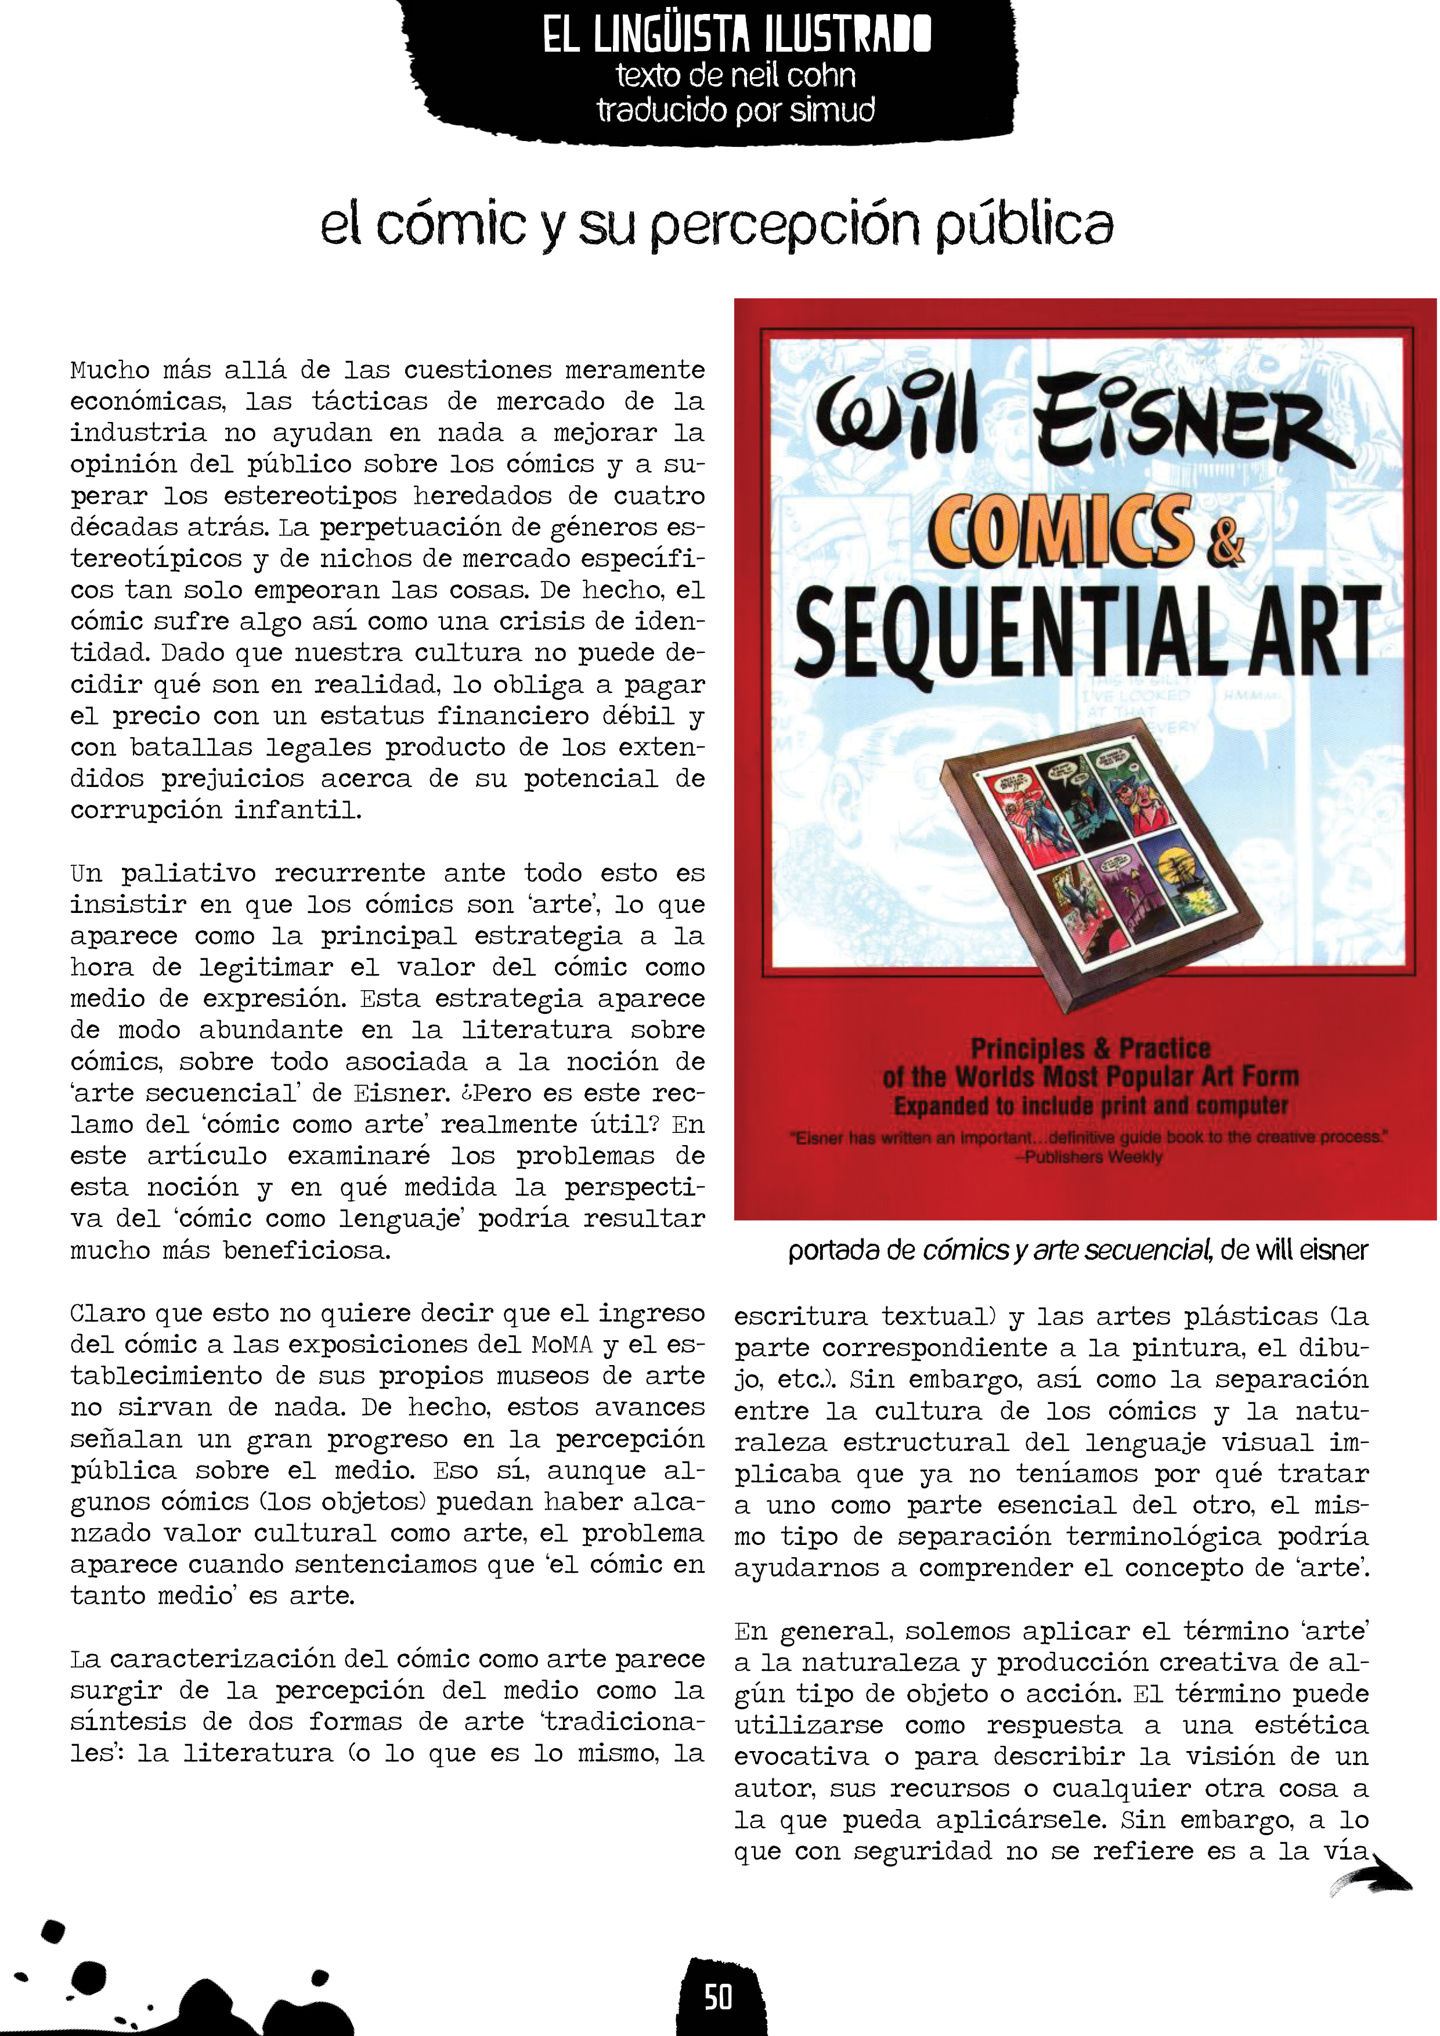 EL LINGÜISTA ILUSTRADO
texto de neil cohn
traducido por simud
el cómic y su percepción pública
Mucho más allá de las cuestiones meramente
económicas, las tácticas de mercado de la
industria no ayudan en nada a mejorar la
opinión del público sobre los cómics y a su-
perar los estereotipos heredados de cuatro
décadas atrás. La perpetuación de géneros es-
tereotípicos y de nichos de mercado específi-
cos tan solo empeoran las cosas. De hecho, el
cómic sufre algo así como una crisis de iden-
tidad. Dado que nuestra cultura no puede de-
cidir qué son en realidad, lo obliga a pagar
el precio con un estatus financiero débil y
con batallas legales producto de los exten-
didos prejuicios acerca de su potencial de
corrupción infantil.
Un paliativo recurrente ante todo esto es
insistir en que los cómics son ‘arte’, lo que
aparece como la principal estrategia a la
hora de legitimar el valor del cómic como
medio de expresión. Esta estrategia aparece
de modo abundante en la literatura sobre
cómics, sobre todo asociada a la noción de
‘arte secuencial’ de Eisner. ¿Pero es este rec-
lamo del ‘cómic como arte’ realmente útil? En
este artículo examinaré los problemas de
esta noción y en qué medida la perspecti-
va del ‘cómic como lenguaje’ podría resultar
mucho más beneficiosa.
Claro que esto no quiere decir que el ingreso
del cómic a las exposiciones del MoMA y el es-
tablecimiento de sus propios museos de arte
no sirvan de nada. De hecho, estos avances
señalan un gran progreso en la percepción
pública sobre el medio. Eso sí, aunque al-
gunos cómics (los objetos) puedan haber alca-
nzado valor cultural como arte, el problema
aparece cuando sentenciamos que ‘el cómic en
tanto medio’ es arte.
La caracterización del cómic como arte parece
surgir de la percepción del medio como la
síntesis de dos formas de arte ‘tradiciona-
les’: la literatura (o lo que es lo mismo, la
Will Eisner
COMICS &
SEQUENTIAL ART
THIS IS SILLY
I'VE LOOKED
AT THAT
EVERY
HMMM
Principles & Practice
of the Worlds Most Popular Art Form
Expanded to include print and computer
"Eisner has written an important...definitive guide book to the creative process."
–Publishers Weekly
portada de cómics y arte secuencial, de will eisner
escritura textual) y las artes plásticas (la
parte correspondiente a la pintura, el dibu-
jo, etc.). Sin embargo, así como la separación
entre la cultura de los cómics y la natu-
raleza estructural del lenguaje visual im-
plicaba que ya no teníamos por qué tratar
a uno como parte esencial del otro, el mis-
mo tipo de separación terminológica podría
ayudarnos a comprender el concepto de ‘arte’.
En general, solemos aplicar el término ‘arte’
a la naturaleza y producción creativa de al-
gún tipo de objeto o acción. El término puede
utilizarse como respuesta a una estética
evocativa o para describir la visión de un
autor, sus recursos o cualquier otra cosa a
la que pueda aplicársele. Sin embargo, a lo
que con seguridad no se refiere es a la vía
50